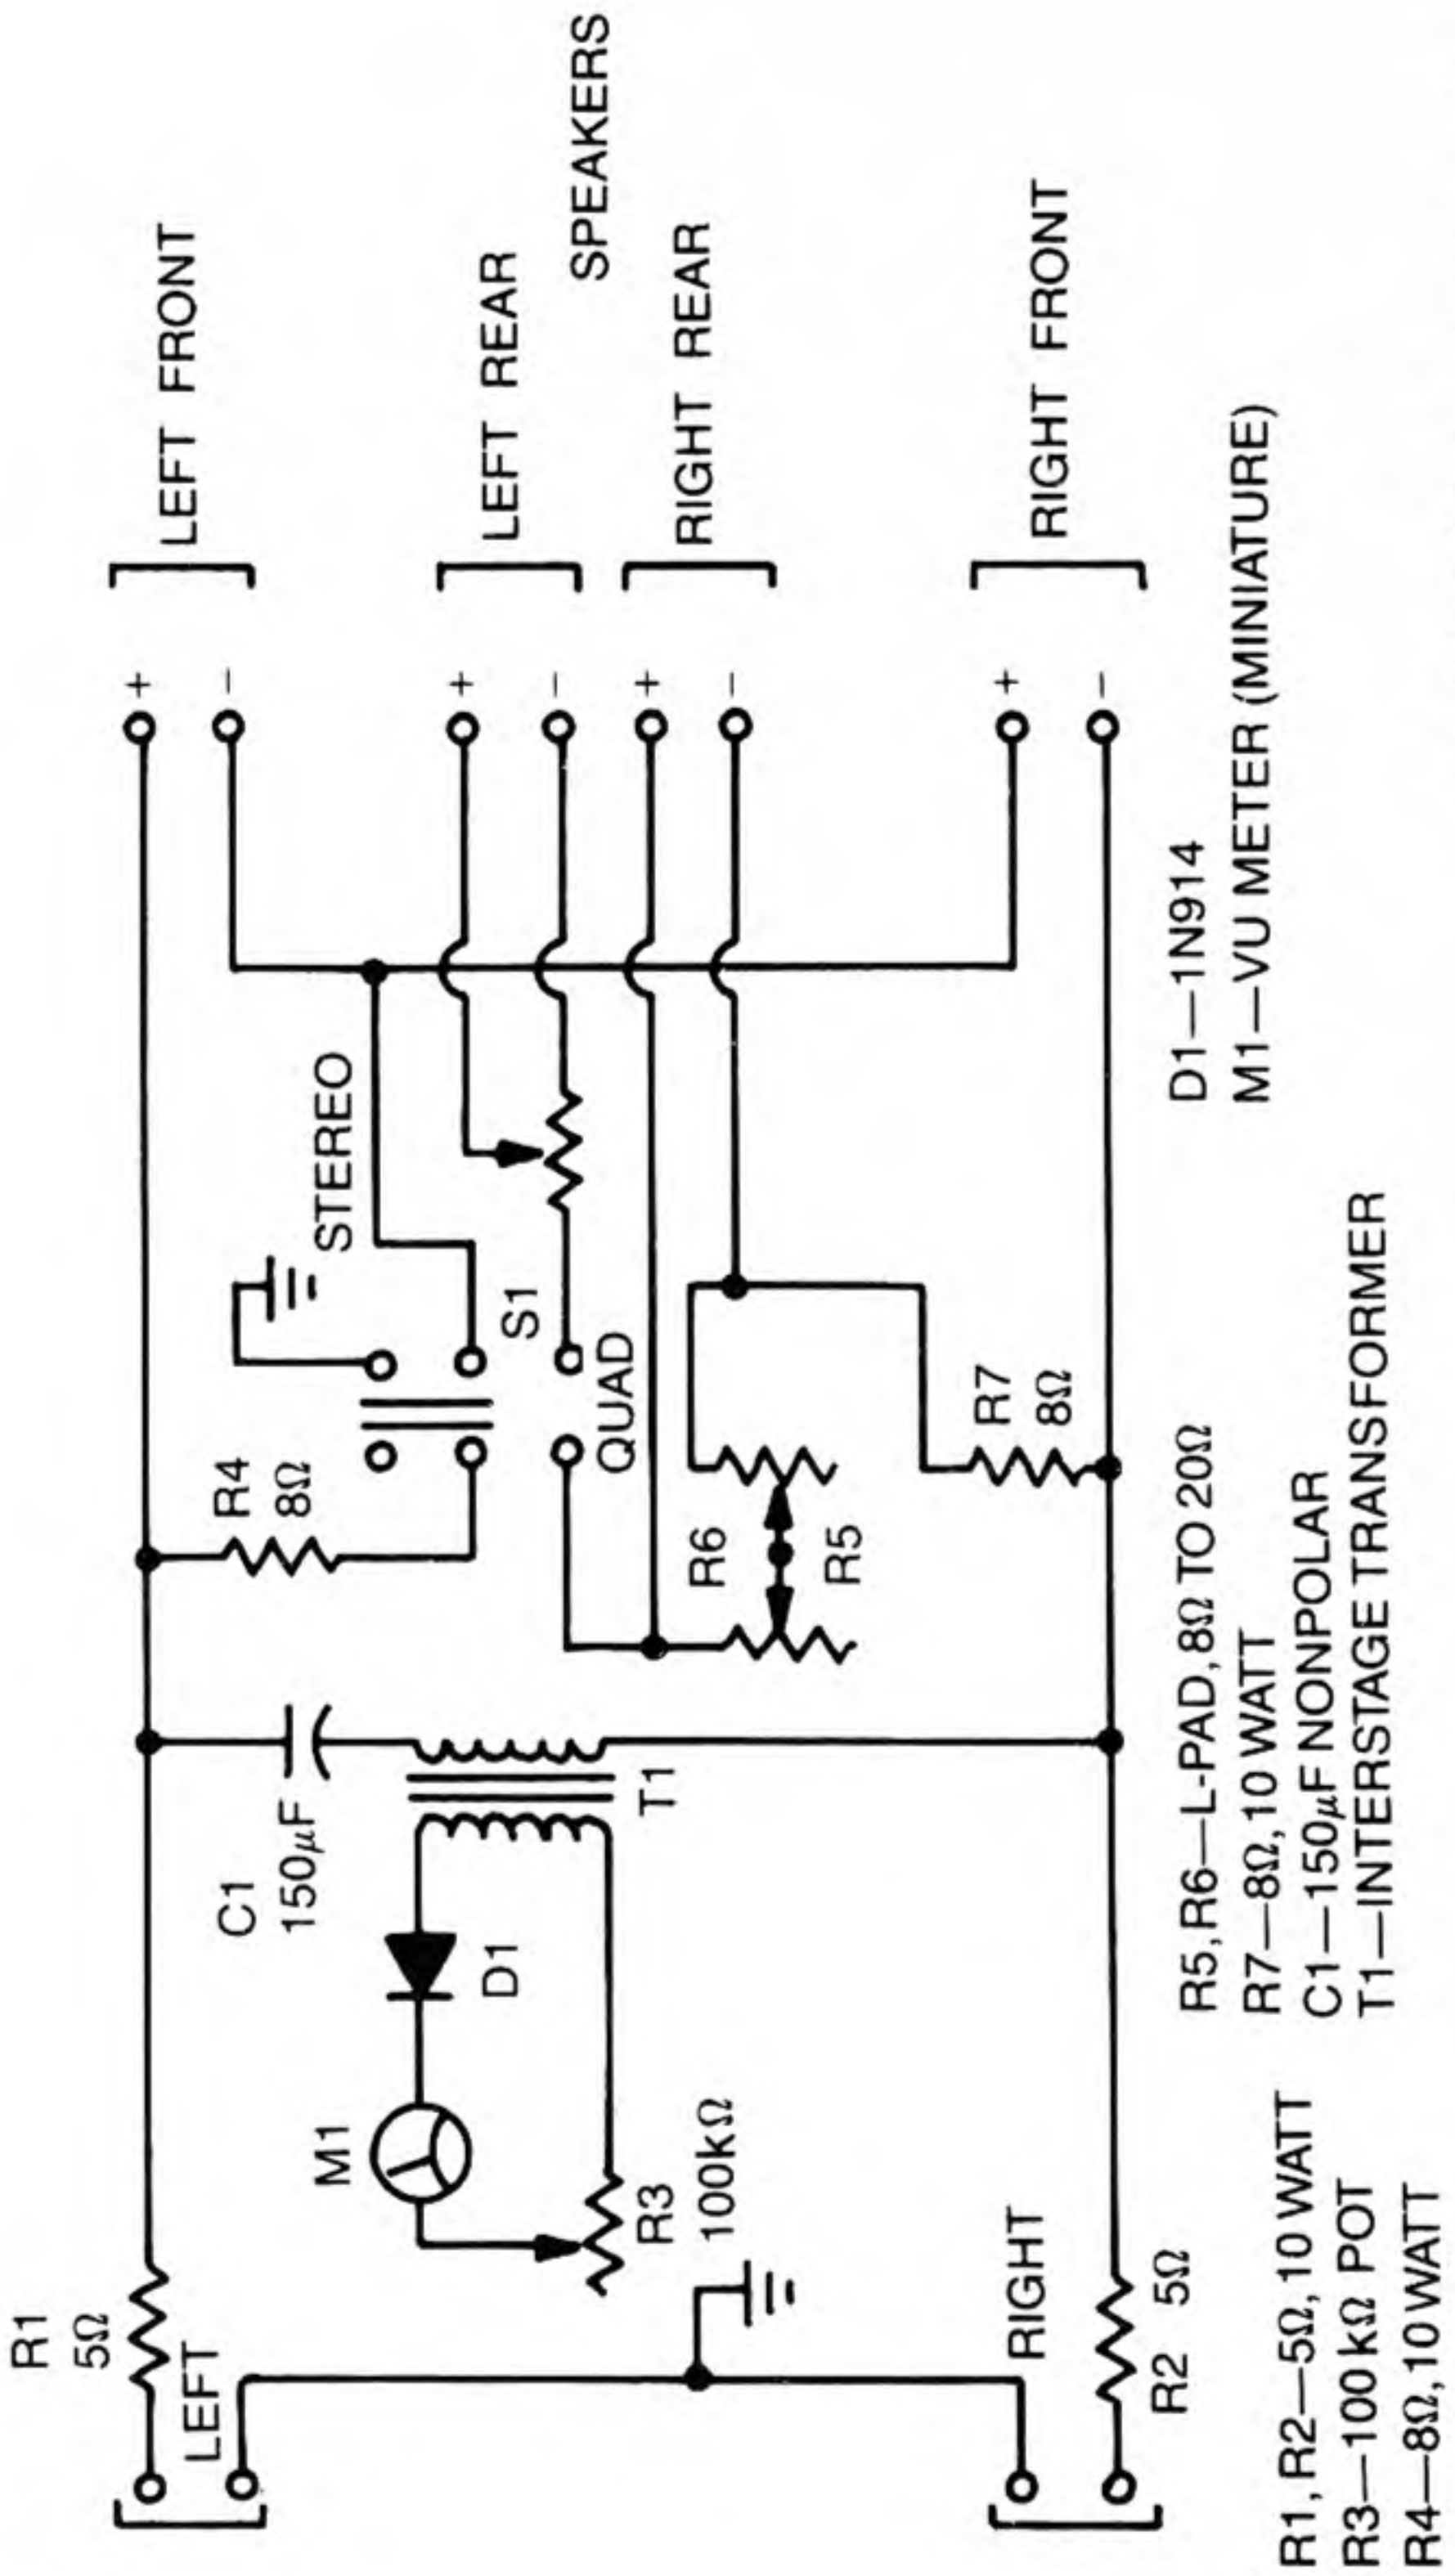 R1
5Ω
LEFT
C1
150μF
R4
8Ω
STEREO
+
−
LEFT FRONT
M1
D1
T1
S1
QUAD
+
−
LEFT REAR
SPEAKERS
R3
100kΩ
R6
R5
+
−
RIGHT REAR
R7
8Ω
RIGHT
R2 5Ω
+
−
RIGHT FRONT
R1, R2—5Ω, 10 WATT
R3—100kΩ POT
R4—8Ω, 10 WATT
R5, R6—L-PAD, 8Ω TO 20Ω
R7—8Ω, 10 WATT
C1—150μF NONPOLAR
T1—INTERSTAGE TRANSFORMER
D1—1N914
M1—VU METER (MINIATURE)